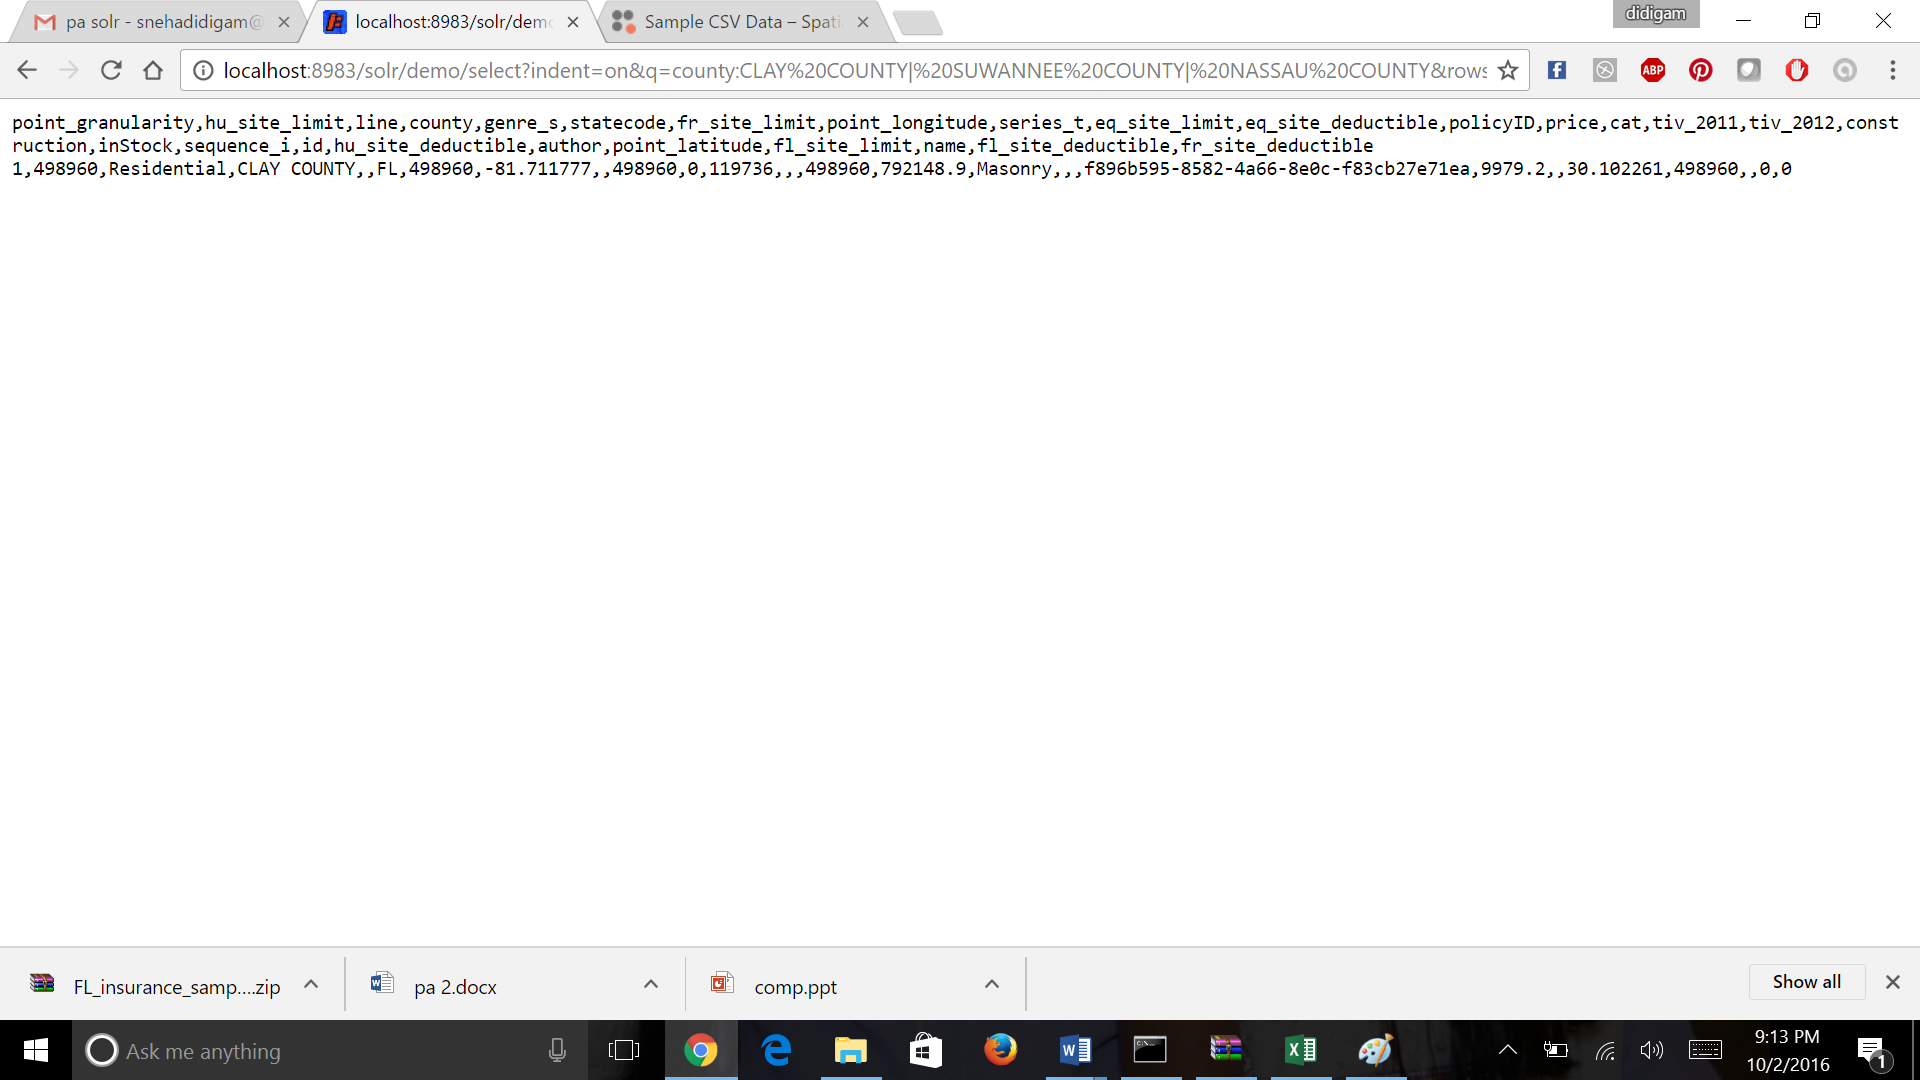 pa solr - snehadidigam@
localhost:8983/solr/demo
Sample CSV Data – Spati
didigam
localhost:8983/solr/demo/select?indent=on&q=county:CLAY%20COUNTY|%20SUWANNEE%20COUNTY|%20NASSAU%20COUNTY&rows
ABP
point_granularity,hu_site_limit,line,county,genre_s,statecode,fr_site_limit,point_longitude,series_t,eq_site_limit,eq_site_deductible,policyID,price,cat,tiv_2011,tiv_2012,const
ruction,inStock,sequence_i,id,hu_site_deductible,author,point_latitude,fl_site_limit,name,fl_site_deductible,fr_site_deductible
1,498960,Residential,CLAY COUNTY,,FL,498960,-81.711777,,498960,0,119736,,,498960,792148.9,Masonry,,,f896b595-8582-4a66-8e0c-f83cb27e71ea,9979.2,,30.102261,498960,,0,0
FL_insurance_samp....zip
pa 2.docx
comp.ppt
Show all
Ask me anything
9:13 PM
10/2/2016
1